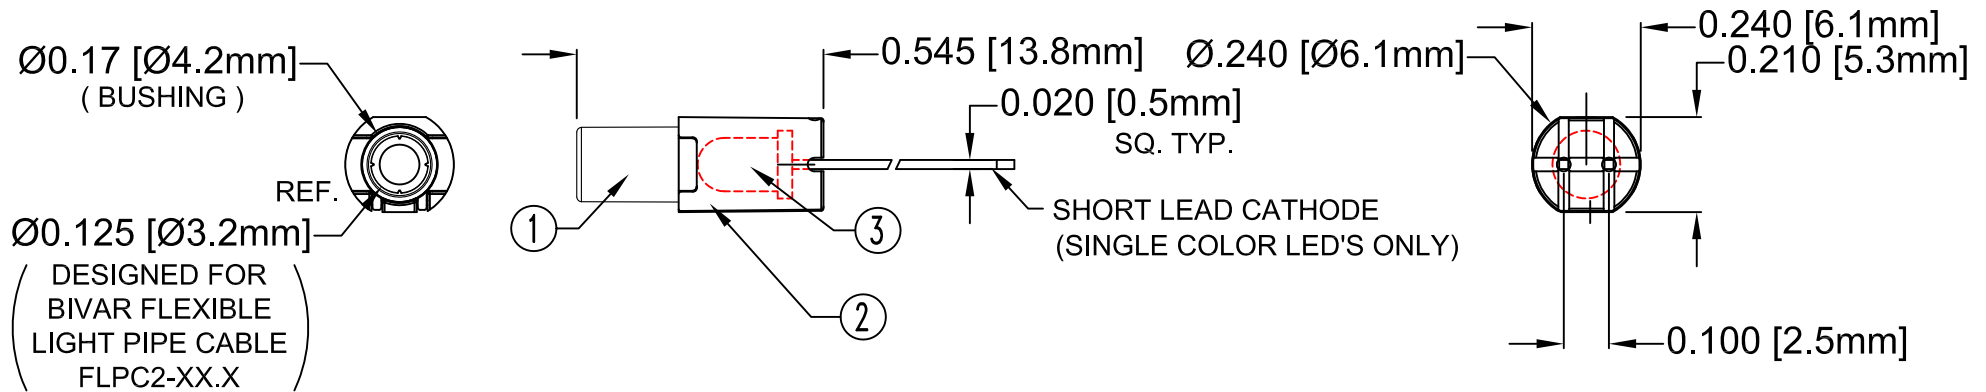 Ø0.17 [Ø4.2mm]
( BUSHING )
REF.
Ø0.125 [Ø3.2mm]
( DESIGNED FOR
BIVAR FLEXIBLE
LIGHT PIPE CABLE
FLPC2-XX.X )
0.545 [13.8mm]
0.020 [0.5mm]
SQ. TYP.
1
3
2
SHORT LEAD CATHODE
(SINGLE COLOR LED'S ONLY)
Ø.240 [Ø6.1mm]
0.240 [6.1mm]
0.210 [5.3mm]
0.100 [2.5mm]